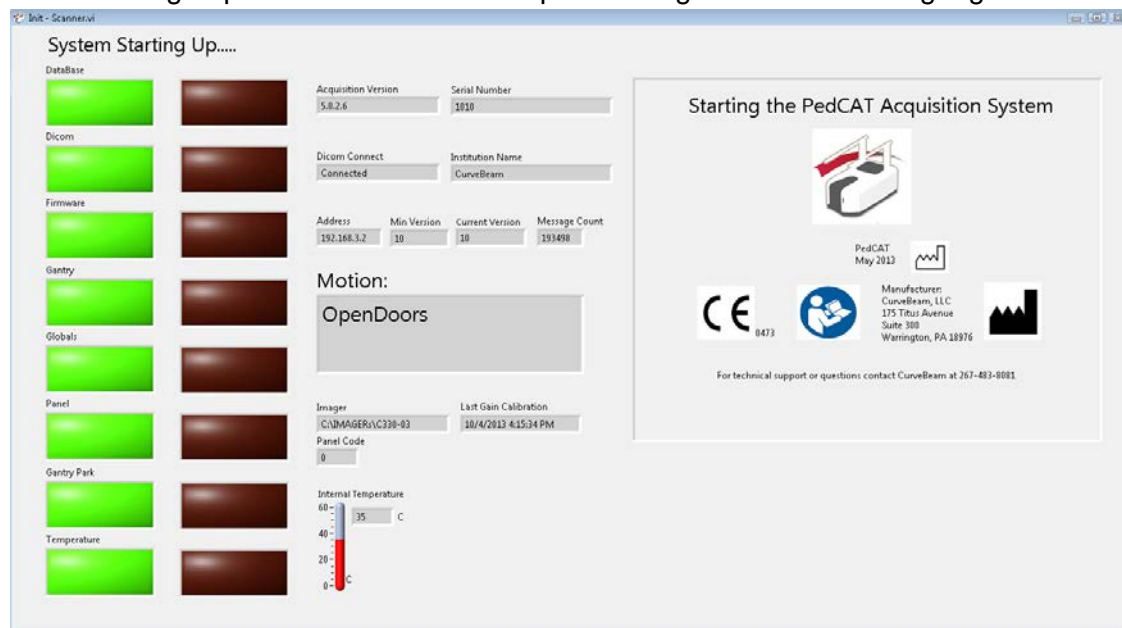 Init - Scanner.vi
System Starting Up.....
DataBase
Acquisition Version
Serial Number
5.0.2.6
1010
Dicom
Dicom Connect
Institution Name
Connected
CurveBeam
Firmware
Address
Min Version
Current Version
Message Count
192.168.3.2
10
10
193498
Gantry
Motion:
OpenDoors
Globals
Panel
Imager
Last Gain Calibration
C:\IMAGERs\C330-03
10/4/2013 4:15:34 PM
Panel Code
0
Gantry Park
Internal Temperature
60
35
C
40
20
0
C
Temperature
Starting the PedCAT Acquisition System
PedCAT
May 2013
CE
0473
Manufacturer:
CurveBeam, LLC
175 Titus Avenue
Suite 300
Warrington, PA 18976
For technical support or questions contact CurveBeam at 267-483-8081